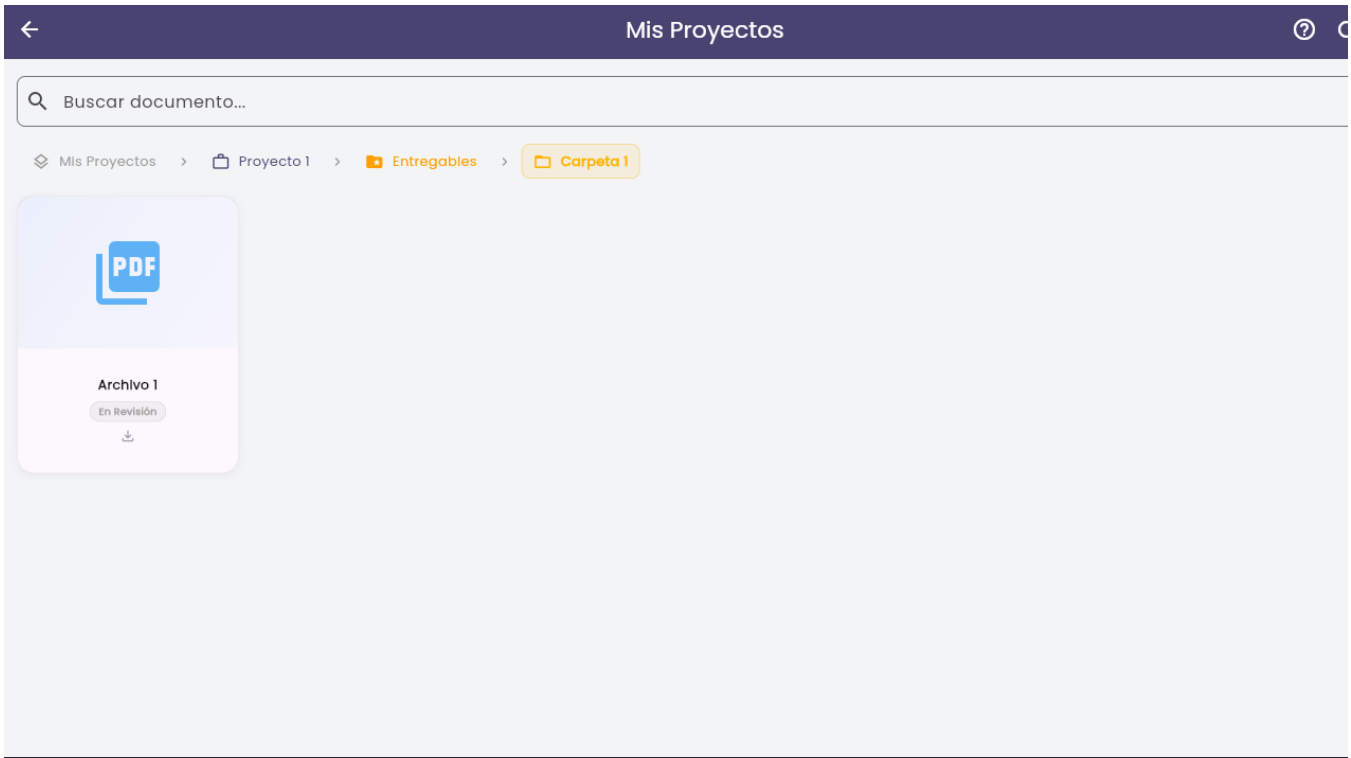 Mis Proyectos
Buscar documento...
Mis Proyectos > Proyecto 1 > Entregables > Carpeta 1
PDF
Archivo 1
En Revisión